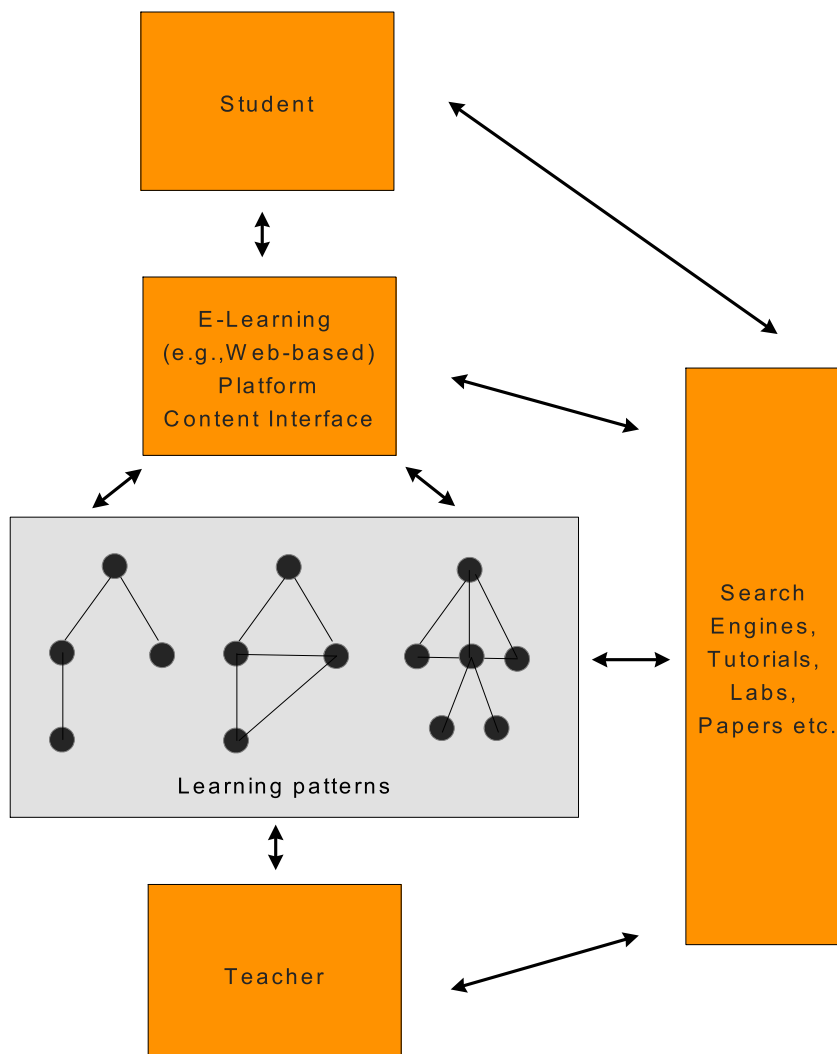 Student
E-Learning
(e.g.,Web-based)
Platform
Content Interface
Search
Engines,
Tutorials,
Labs,
Papers etc.
Learning patterns
Teacher